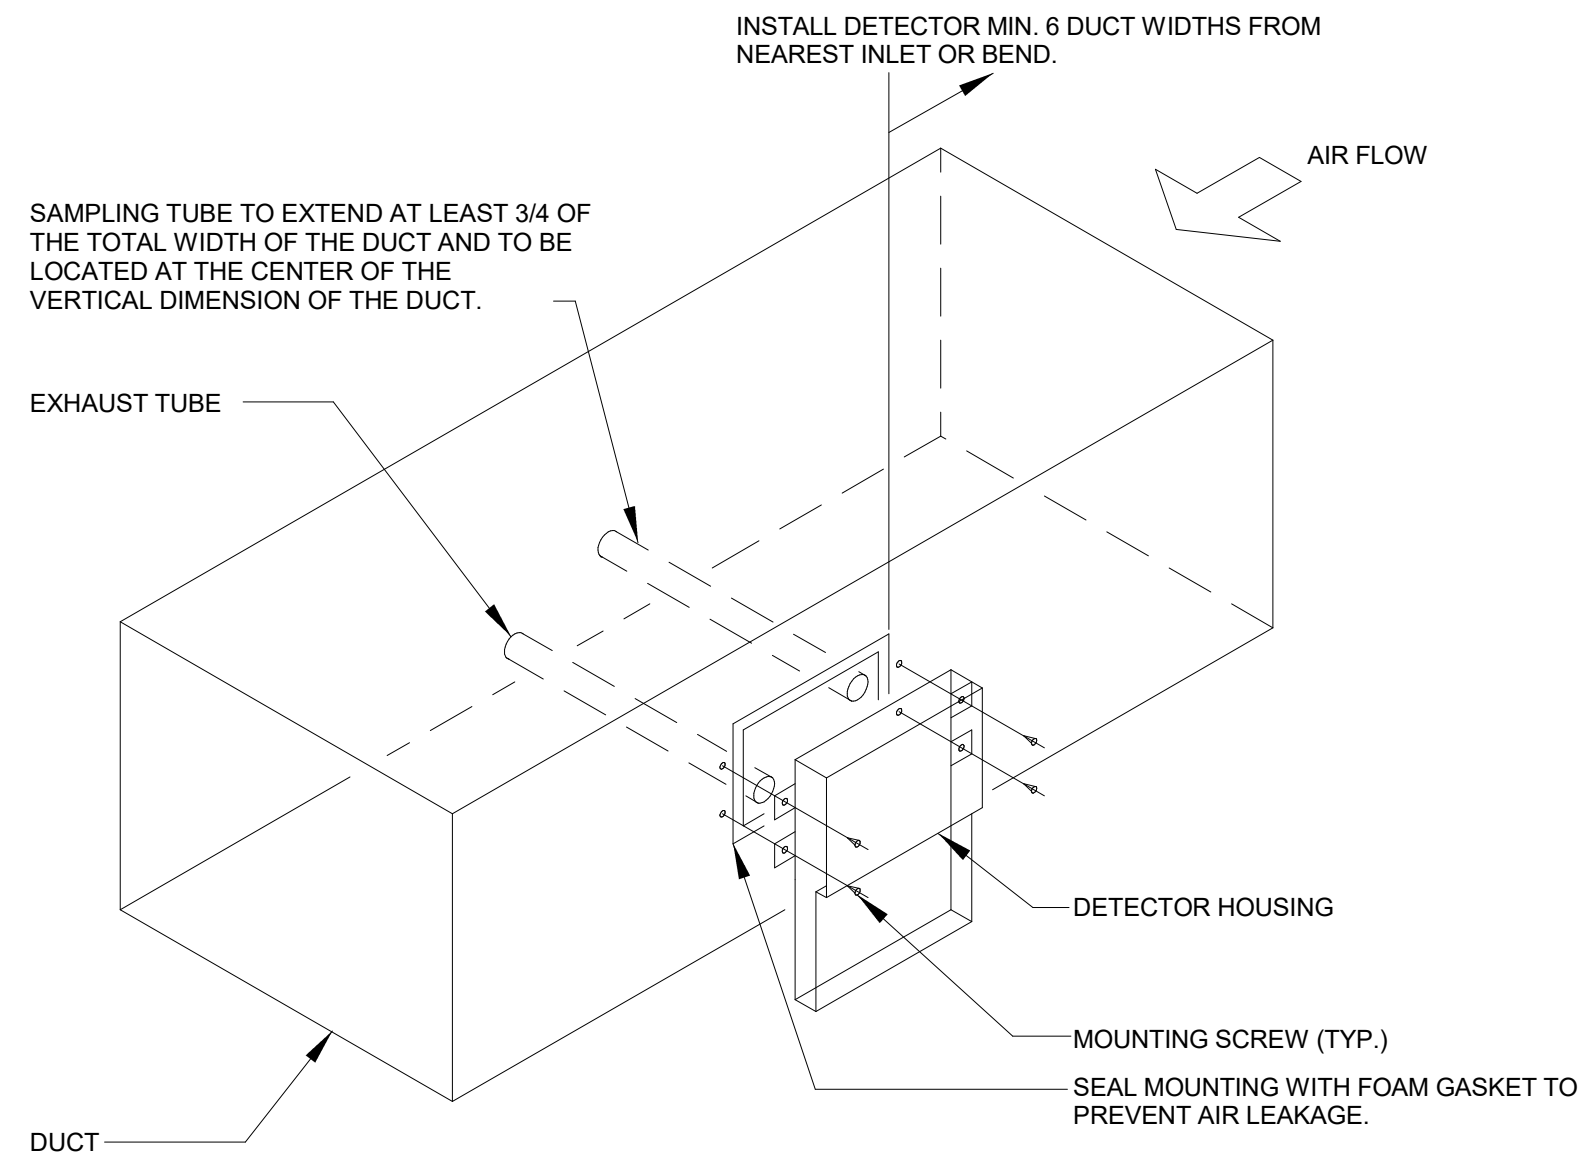 INSTALL DETECTOR MIN. 6 DUCT WIDTHS FROM
NEAREST INLET OR BEND.
AIR FLOW
SAMPLING TUBE TO EXTEND AT LEAST 3/4 OF
THE TOTAL WIDTH OF THE DUCT AND TO BE
LOCATED AT THE CENTER OF THE
VERTICAL DIMENSION OF THE DUCT.
EXHAUST TUBE
DETECTOR HOUSING
MOUNTING SCREW (TYP.)
SEAL MOUNTING WITH FOAM GASKET TO
PREVENT AIR LEAKAGE.
DUCT